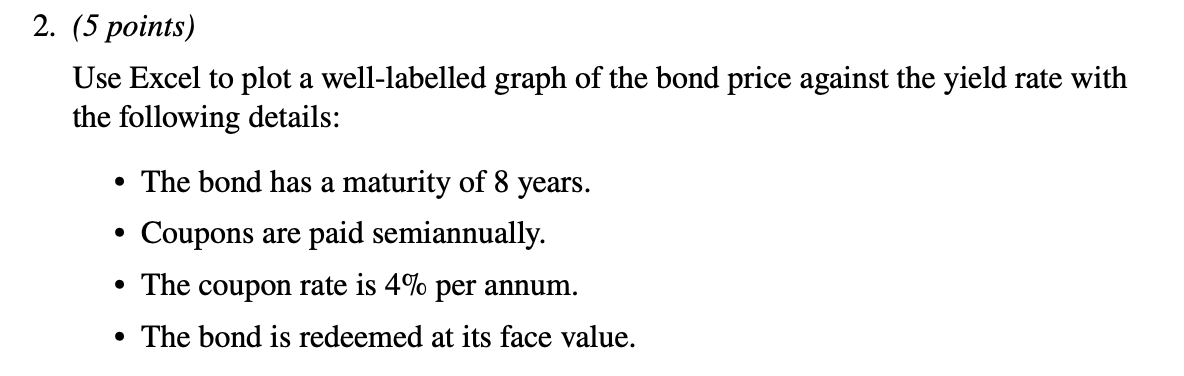 2. (5 points)
Use Excel to plot a well-labelled graph of the bond price against the yield rate with
the following details:
• The bond has a maturity of 8 years.
• Coupons are paid semiannually.
• The coupon rate is 4% per annum.
• The bond is redeemed at its face value.